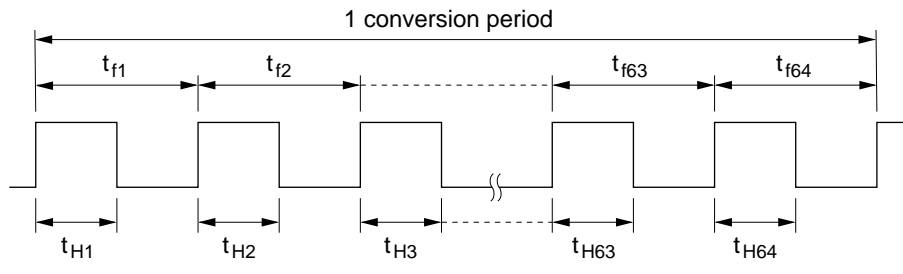 1 conversion period
tf1 tf2 tf63 tf64
tH1 tH2 tH3 tH63 tH64